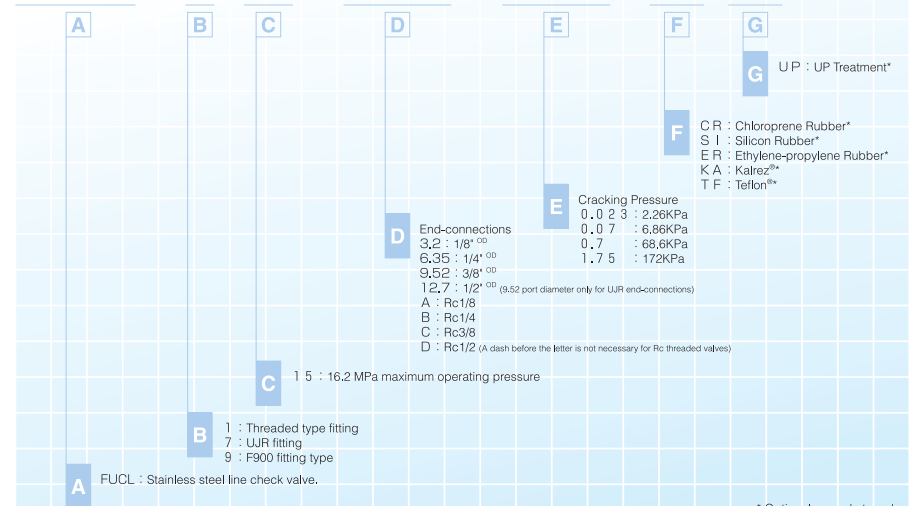 A B C D E F G
G
UP : UP Treatment*
F
CR : Chloroprene Rubber*
SI : Silicon Rubber*
ER : Ethylene-propylene Rubber*
KA : Kalrez®*
TF : Teflon®*
E
Cracking Pressure
0.023 : 2.26KPa
0.07 : 6.86KPa
0.7 : 68.6KPa
1.75 : 172KPa
D
End-connections
3.2 : 1/8" OD
6.35 : 1/4" OD
9.52 : 3/8" OD
12.7 : 1/2" OD (9.52 port diameter only for UJR end-connections)
A : Rc1/8
B : Rc1/4
C : Rc3/8
D : Rc1/2 (A dash before the letter is not necessary for Rc threaded valves)
C
15 : 16.2 MPa maximum operating pressure
B
1 : Threaded type fitting
7 : UJR fitting
9 : F900 fitting type
A
FUCL : Stainless steel line check valve.